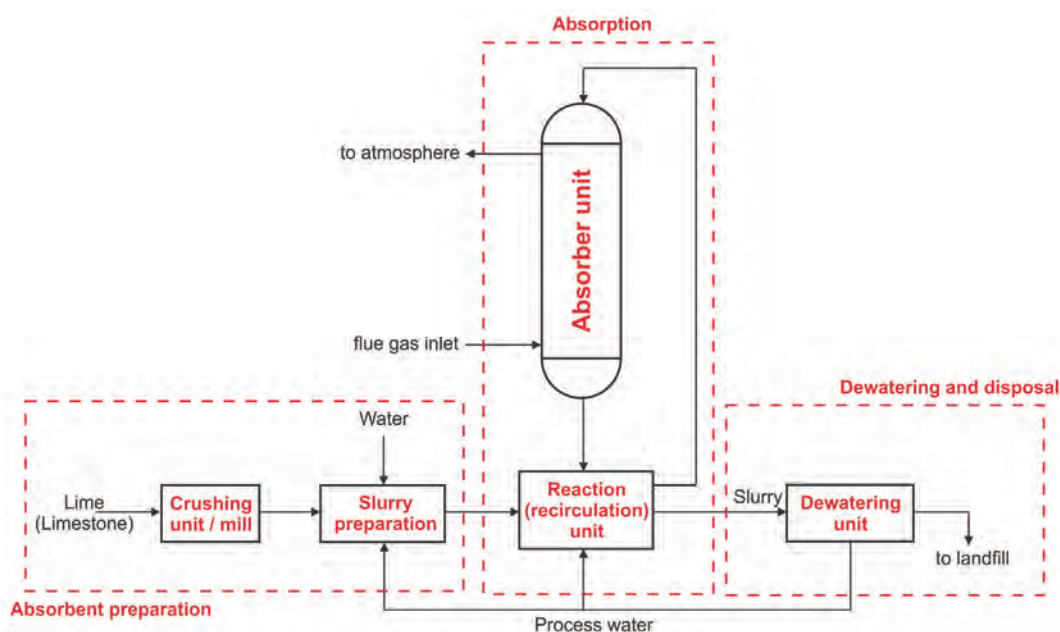 Absorption
to atmosphere
Absorber unit
flue gas inlet
Dewatering and disposal
Water
Lime
(Limestone)
Crushing
unit / mill
Slurry
preparation
Reaction
(recirculation)
unit
Slurry
Dewatering
unit
to landfill
Absorbent preparation
Process water